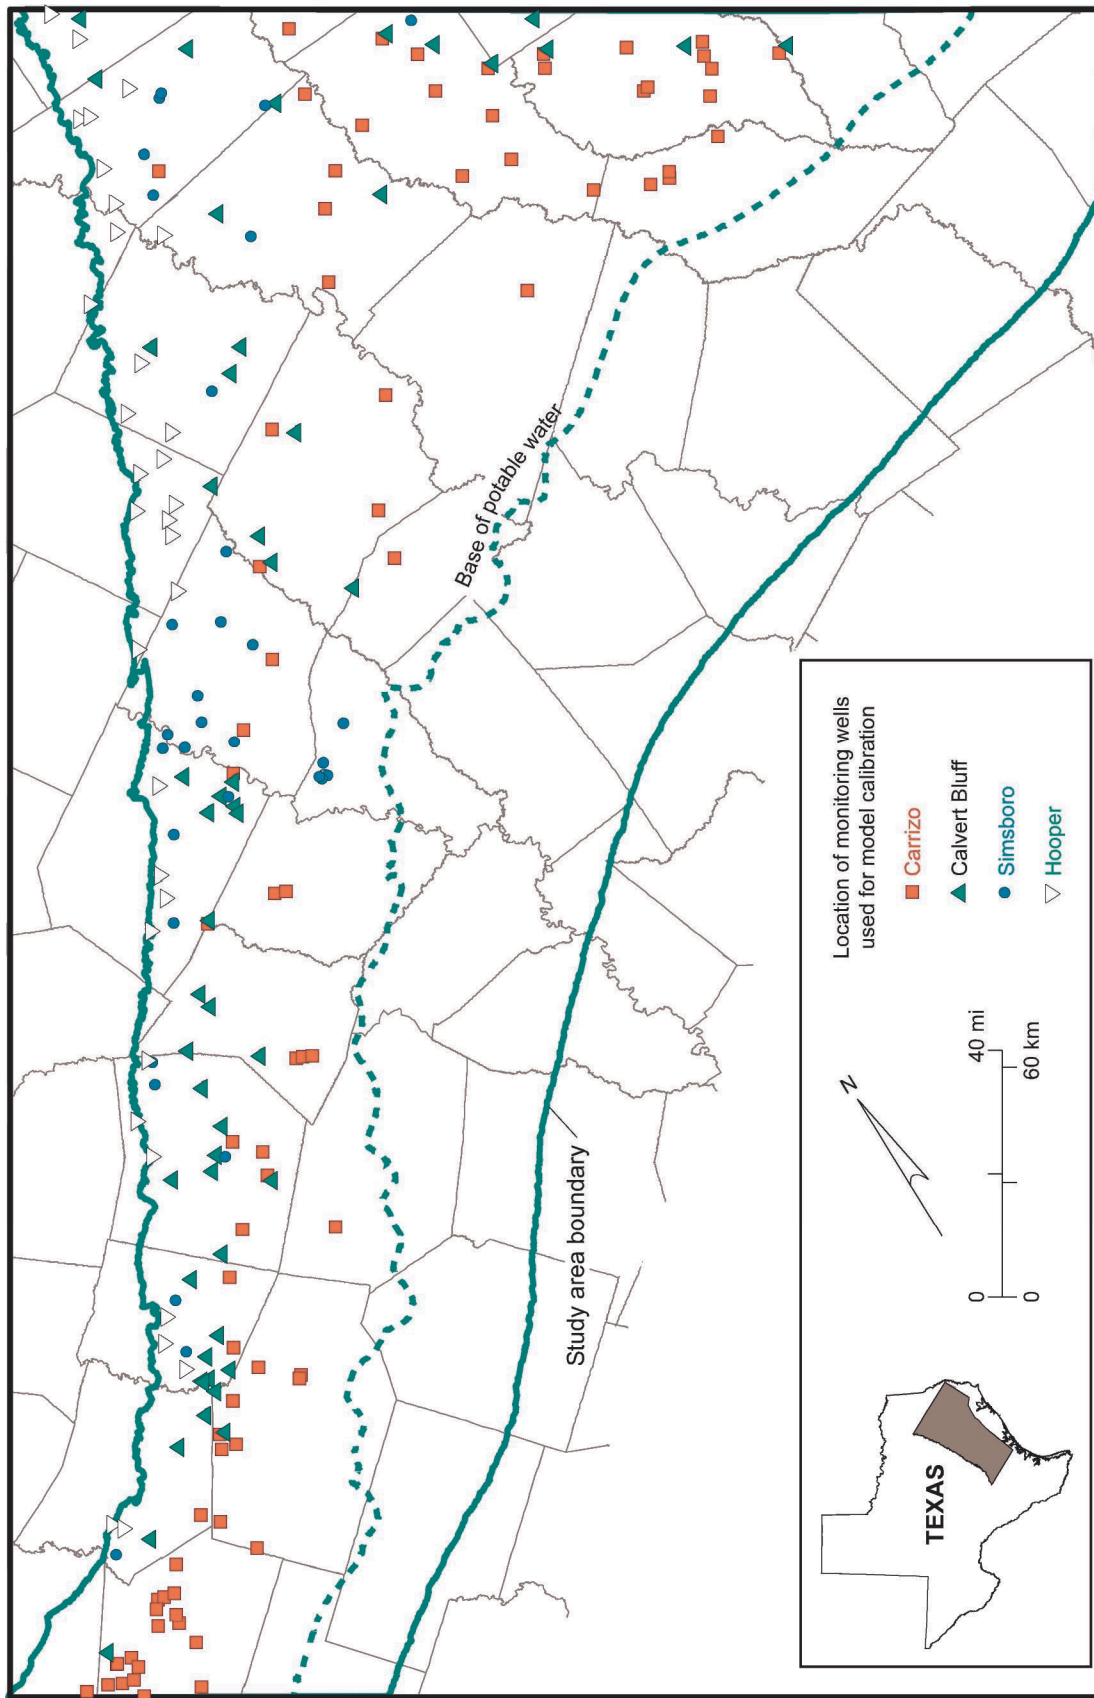 Base of potable water
Study area boundary
Location of monitoring wells
used for model calibration
Carrizo
Calvert Bluff
Simsboro
Hooper
N
0
40 mi
0
60 km
TEXAS